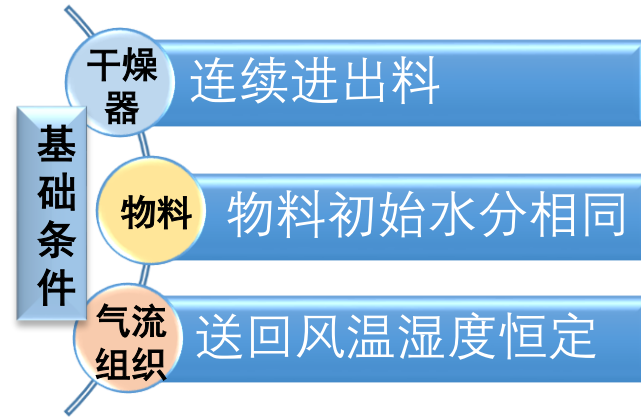 基础条件
干燥器
连续进出料
物料
物料初始水分相同
气流组织
送回风温湿度恒定